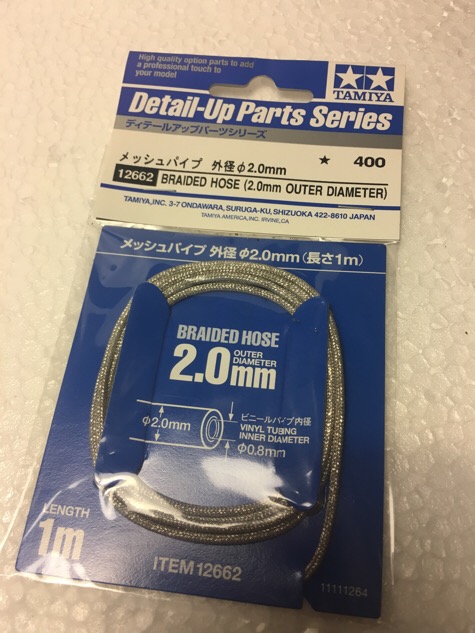 High quality option parts to add
a professional touch to
your model
TAMIYA
Detail-Up Parts Series
ディテールアップパーツシリーズ
メッシュパイプ 外径φ2.0mm ★ 400
12662 BRAIDED HOSE (2.0mm OUTER DIAMETER)
TAMIYA, INC. 3-7 ONDAWARA, SURUGA-KU, SHIZUOKA 422-8610 JAPAN
TAMIYA AMERICA, INC. IRVINE, CA
メッシュパイプ 外径φ2.0mm(長さ1m)
BRAIDED HOSE
2.0mm OUTER DIAMETER
φ2.0mm
ビニールパイプ内径
VINYL TUBING
INNER DIAMETER
φ0.8mm
LENGTH
1m
ITEM 12662
11111264